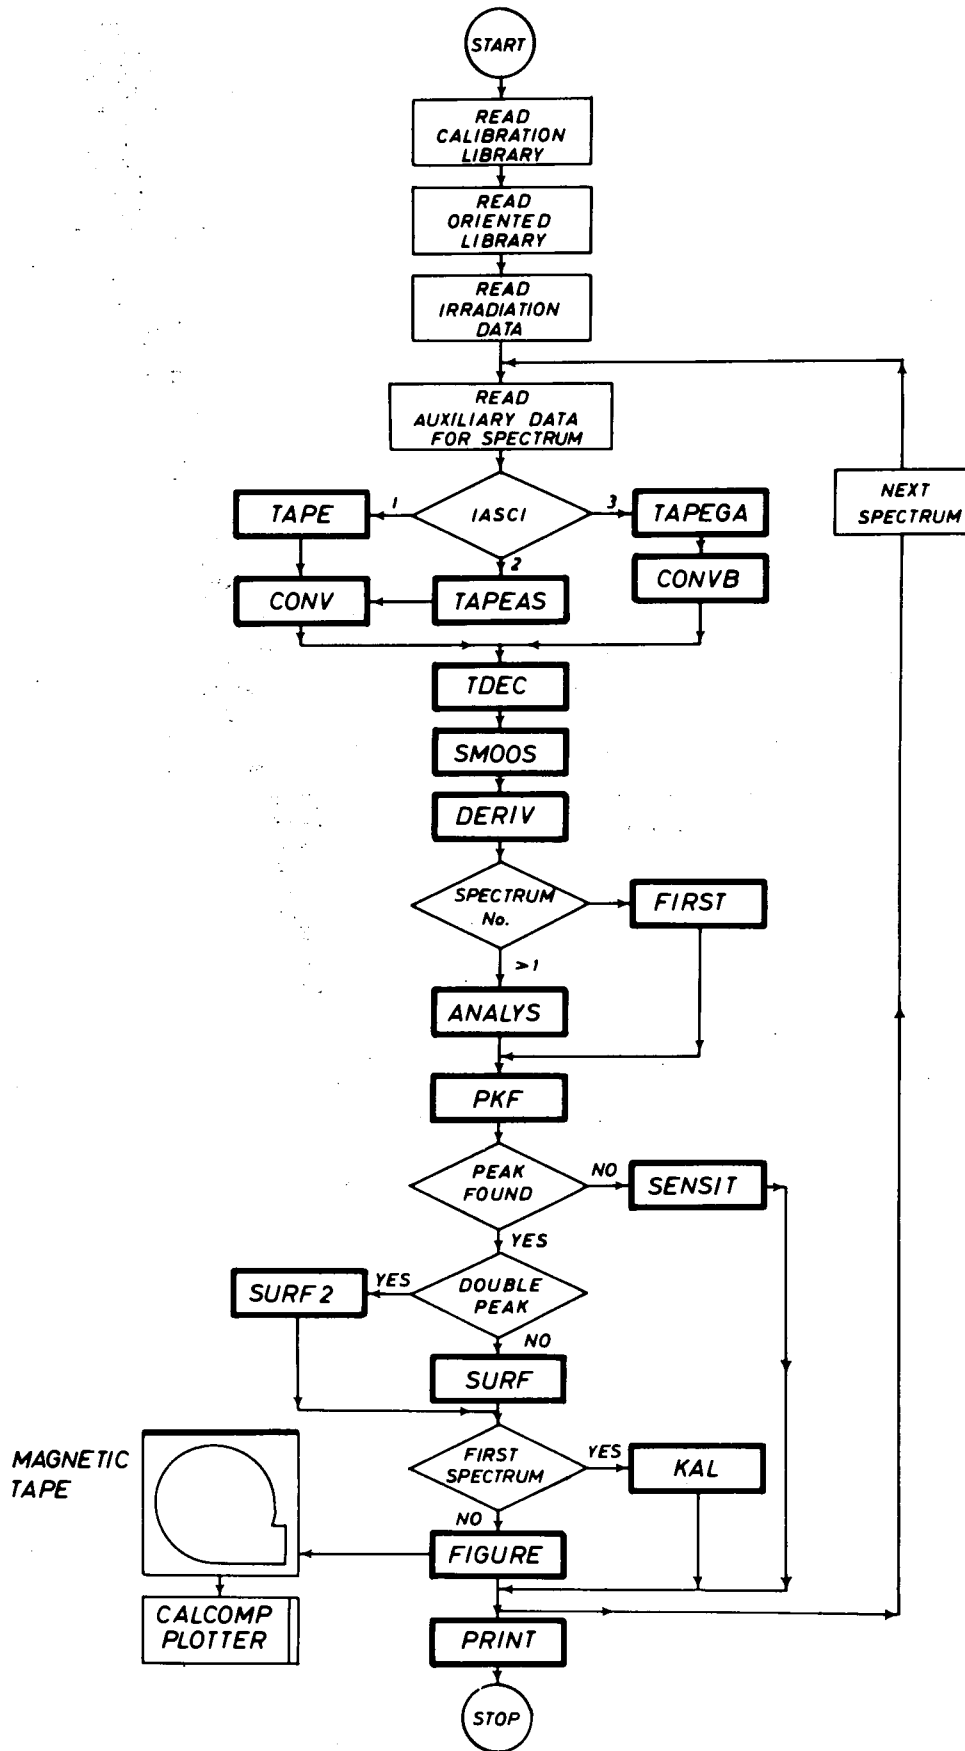 START
READ
CALIBRATION
LIBRARY
READ
ORIENTED
LIBRARY
READ
IRRADIATION
DATA
READ
AUXILIARY DATA
FOR SPECTRUM
NEXT
SPECTRUM
TAPE
1
IASCI
3
TAPEGA
2
CONV
TAPEAS
CONVB
TDEC
SMOOS
DERIV
SPECTRUM
No.
FIRST
>1
ANALYS
PKF
PEAK
FOUND
NO
SENSIT
YES
SURF 2
YES
DOUBLE
PEAK
NO
SURF
MAGNETIC
TAPE
FIRST
SPECTRUM
YES
KAL
NO
FIGURE
CALCOMP
PLOTTER
PRINT
STOP